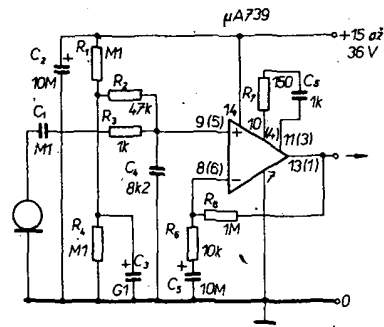 μA739
+15 až
36V
C₂ +
10M
R₁
M1
R₂
47k
R₇
150
C₅
1k
14
10
(4)
11(3)
C₁
M1
R₃
1k
9(5)
+
13(1)
8(6)
−
7
C₄
8k2
R₈
1M
R₄
M1
+ C₃
G1
R₆
10k
+
C₅
10M
0